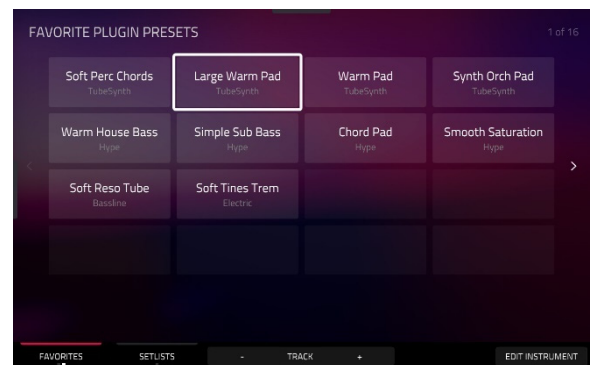 FAVORITE PLUGIN PRESETS 1 of 16
Soft Perc Chords Large Warm Pad Warm Pad Synth Orch Pad
TubeSynth TubeSynth TubeSynth TubeSynth
Warm House Bass Simple Sub Bass Chord Pad Smooth Saturation
Hype Hype Hype Hype
Soft Reso Tube Soft Tines Trem
Bassline Electric
FAVORITES SETLISTS - TRACK + EDIT INSTRUMENT